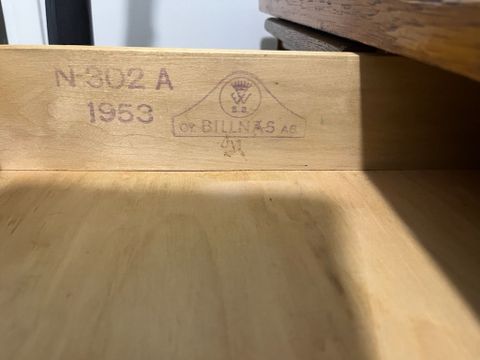 N 302 A
1953
W
OY. BILLNÄS AB.